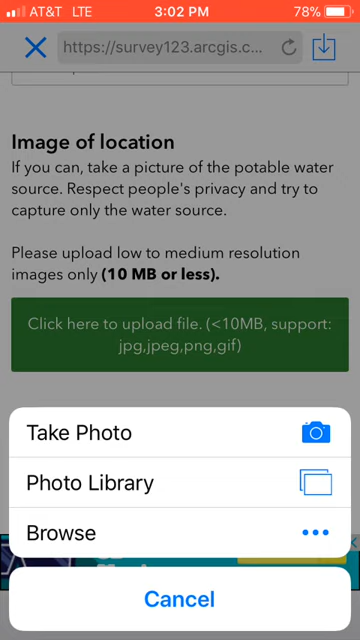 AT&T LTE 3:02 PM 78%
https://survey123.arcgis.c...
Image of location
If you can, take a picture of the potable water
source. Respect people's privacy and try to
capture only the water source.
Please upload low to medium resolution
images only (10 MB or less).
Click here to upload file. (<10MB, support:
jpg,jpeg,png,gif)
Take Photo
Photo Library
Browse
Cancel